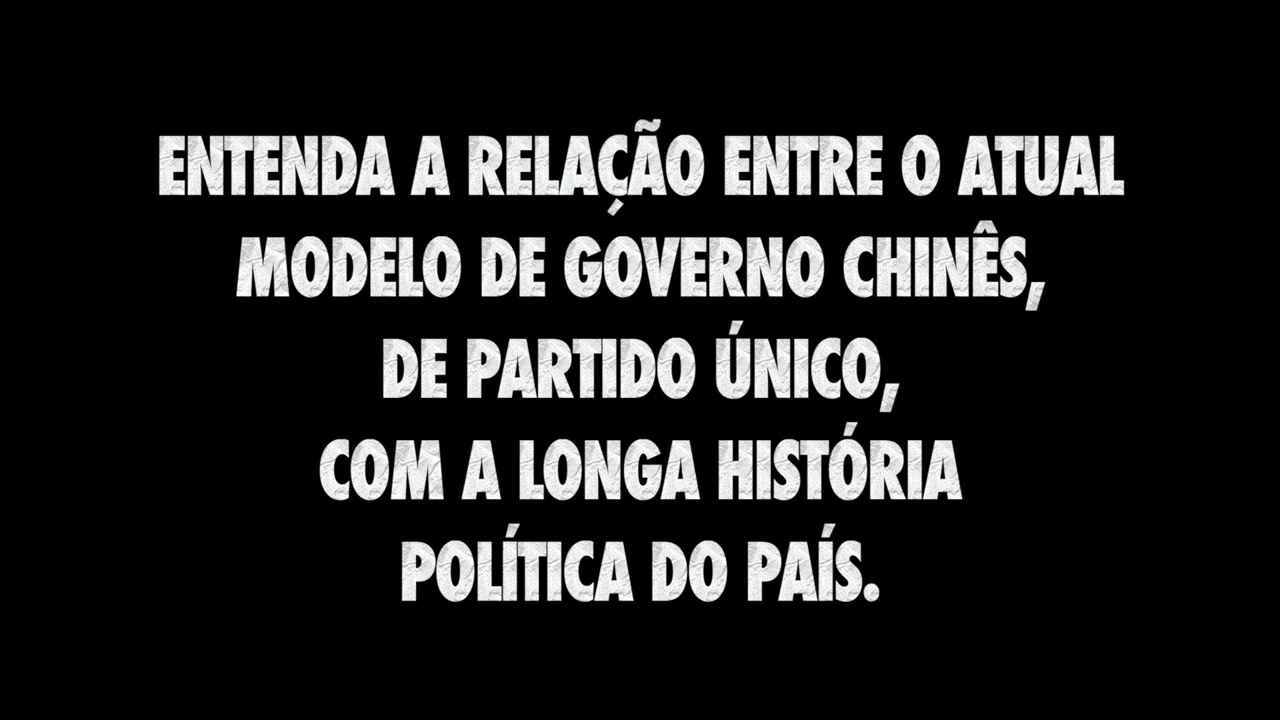 ENTENDA A RELAÇÃO ENTRE O ATUAL
MODELO DE GOVERNO CHINÊS,
DE PARTIDO ÚNICO,
COM A LONGA HISTÓRIA
POLÍTICA DO PAÍS.